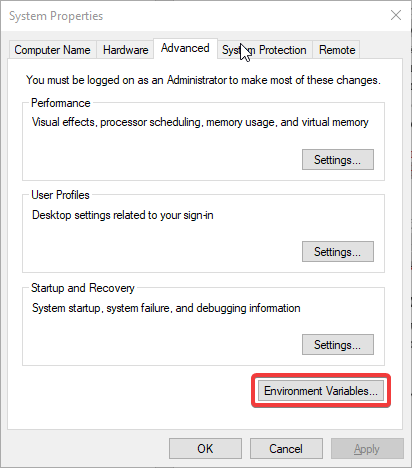 System Properties
Computer Name Hardware Advanced System Protection Remote
You must be logged on as an Administrator to make most of these changes.
Performance
Visual effects, processor scheduling, memory usage, and virtual memory
Settings...
User Profiles
Desktop settings related to your sign-in
Settings...
Startup and Recovery
System startup, system failure, and debugging information
Settings...
Environment Variables...
OK Cancel Apply